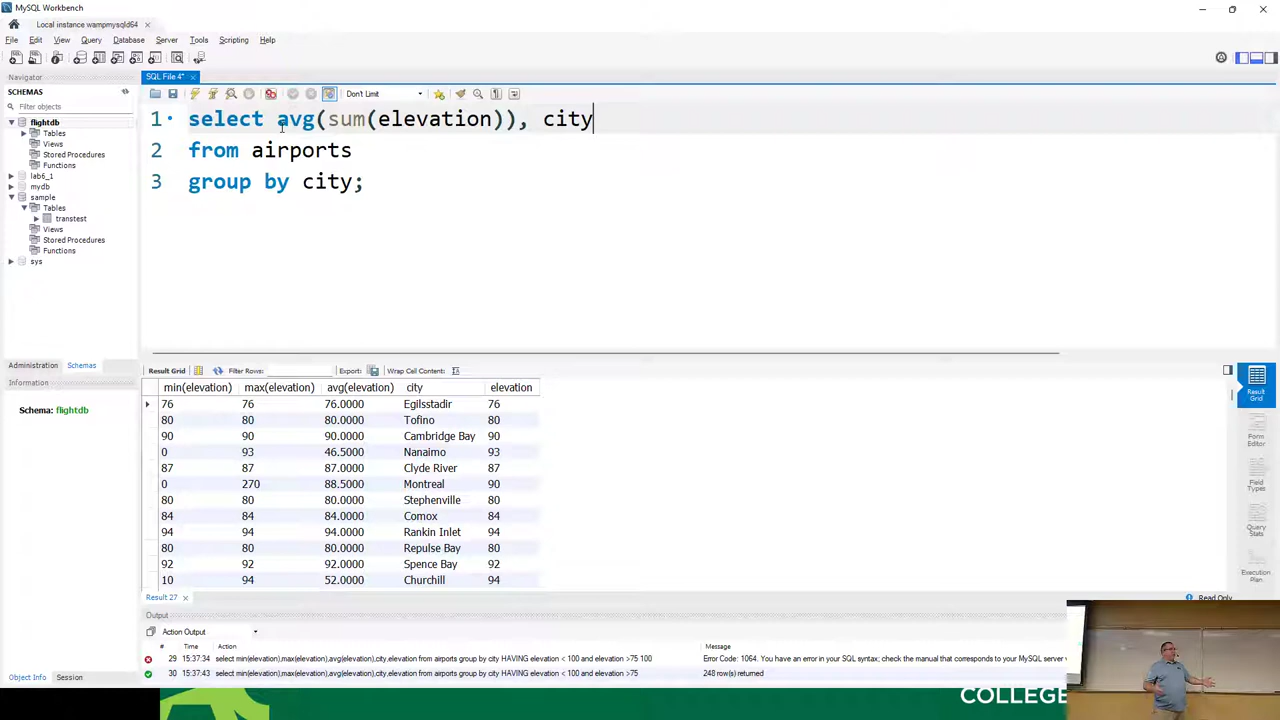 MySQL Workbench
Local instance wampmysqld64 ×
File Edit View Query Database Server Tools Scripting Help
Navigator
SCHEMAS
Filter objects
flightdb
Tables
Views
Stored Procedures
Functions
lab6_1
mydb
sample
Tables
transtest
Views
Stored Procedures
Functions
sys
Administration Schemas
Information
Schema: flightdb
Object Info Session
SQL File 4* ×
Don't Limit
1 select avg(sum(elevation)), city
2 from airports
3 group by city;
Result Grid Filter Rows: Export: Wrap Cell Content:
min(elevation) max(elevation) avg(elevation) city elevation
76 76 76.0000 Egilsstadir 76
80 80 80.0000 Tofino 80
90 90 90.0000 Cambridge Bay 90
0 93 46.5000 Nanaimo 93
87 87 87.0000 Clyde River 87
0 270 88.5000 Montreal 90
80 80 80.0000 Stephenville 80
84 84 84.0000 Comox 84
94 94 94.0000 Rankin Inlet 94
80 80 80.0000 Repulse Bay 80
92 92 92.0000 Spence Bay 92
10 94 52.0000 Churchill 94
Result Grid
Form Editor
Field Types
Query Stats
Execution Plan
Result 27 × Read Only
Output
Action Output
# Time Action Message
29 15:37:34 select min(elevation),max(elevation),avg(elevation),city,elevation from airports group by city HAVING elevation < 100 and elevation >75 100 Error Code: 1064. You have an error in your SQL syntax; check the manual that corresponds to your MySQL server v
30 15:37:43 select min(elevation),max(elevation),avg(elevation),city,elevation from airports group by city HAVING elevation < 100 and elevation >75 248 row(s) returned
COLLEGE